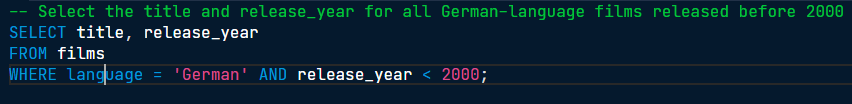 -- Select the title and release_year for all German-language films released before 2000
SELECT title, release_year
FROM films
WHERE language = 'German' AND release_year < 2000;